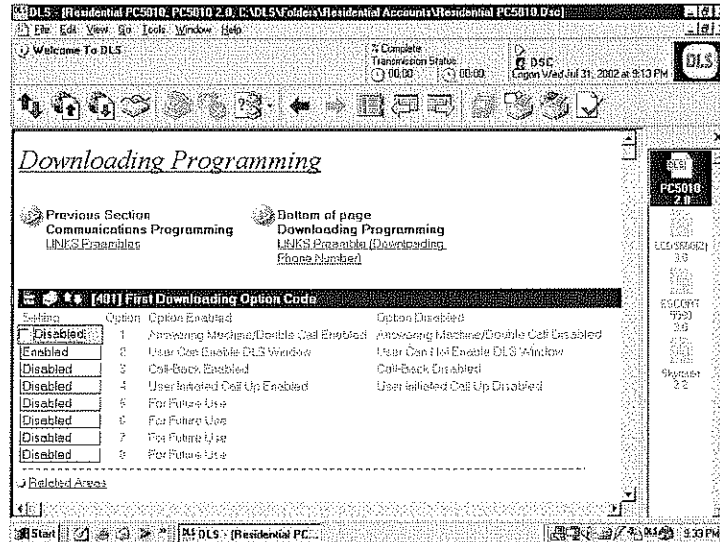 DLS - [Residential PC5010, PC5010 2.0, C:\DLS\Folders\Residential Accounts\Residential PC5010.Dso]
File Edit View Go Tools Window Help
Welcome To DLS
% Complete
Transmission Status
00:00 00:00
DSC
Logon Wed Jul 31, 2002 at 9:13 PM
DLS
Downloading Programming
Previous Section
Communications Programming
LINKS Preambles
Bottom of page
Downloading Programming
LINKS Preamble (Downloading
Phone Number)
[401] First Downloading Option Code
Setting Option Option Enabled Option Disabled
Disabled 1 Answering Machine/Double Call Enabled Answering Machine/Double Call Disabled
Enabled 2 User Can Enable DLS Window User Can Not Enable DLS Window
Disabled 3 Call-Back Enabled Call-Back Disabled
Disabled 4 User Initiated Call Up Enabled User Initiated Call Up Disabled
Disabled 5 For Future Use
Disabled 6 For Future Use
Disabled 7 For Future Use
Disabled 8 For Future Use
Related Areas
DLS
PC5010
2.0
3.0
ESCORT
3.0
Skyroute
2.2
Start
DLS - [Residential PC...
9:33 PM